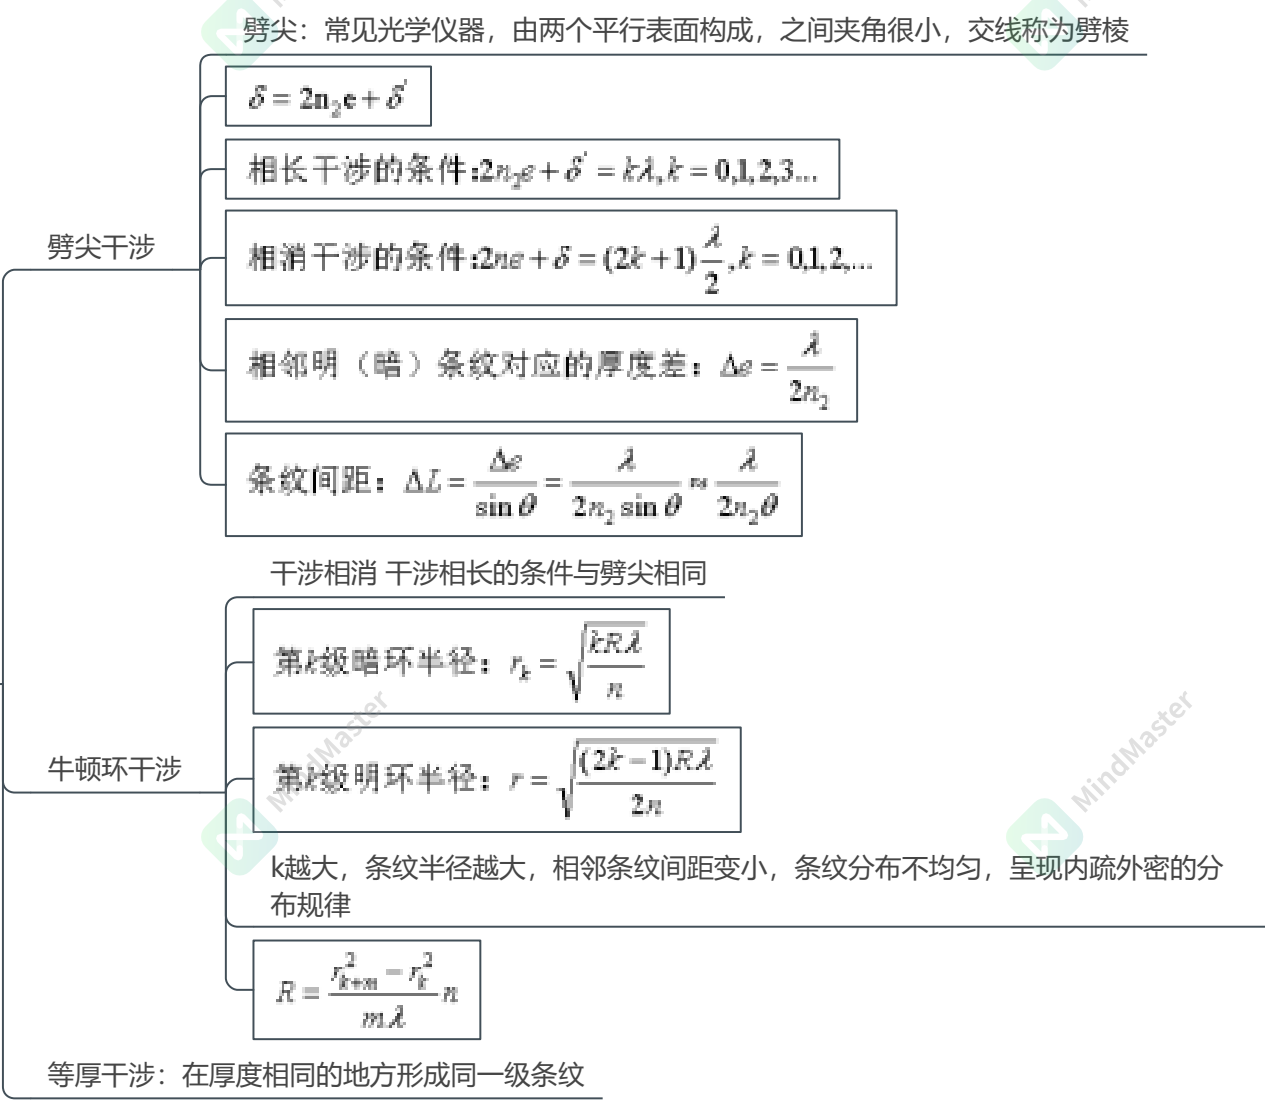 劈尖：常见光学仪器，由两个平行表面构成，之间夹角很小，交线称为劈棱
δ = 2n₂e + δ'
相长干涉的条件:2n₂e + δ' = kλ, k = 0,1,2,3...
劈尖干涉
相消干涉的条件:2ne + δ = (2k + 1) λ/2, k = 0,1,2,...
相邻明（暗）条纹对应的厚度差：Δe = λ/(2n₂)
条纹间距：ΔL = Δe/sin θ = λ/(2n₂ sin θ) ≈ λ/(2n₂θ)
干涉相消 干涉相长的条件与劈尖相同
第k级暗环半径：r_k = √(kRλ/n)
牛顿环干涉
第k级明环半径：r = √((2k − 1)Rλ/(2n))
k越大，条纹半径越大，相邻条纹间距变小，条纹分布不均匀，呈现内疏外密的分
布规律
R = (r²_{k+m} − r²_k)/(mλ) n
等厚干涉：在厚度相同的地方形成同一级条纹
MindMaster
MindMaster